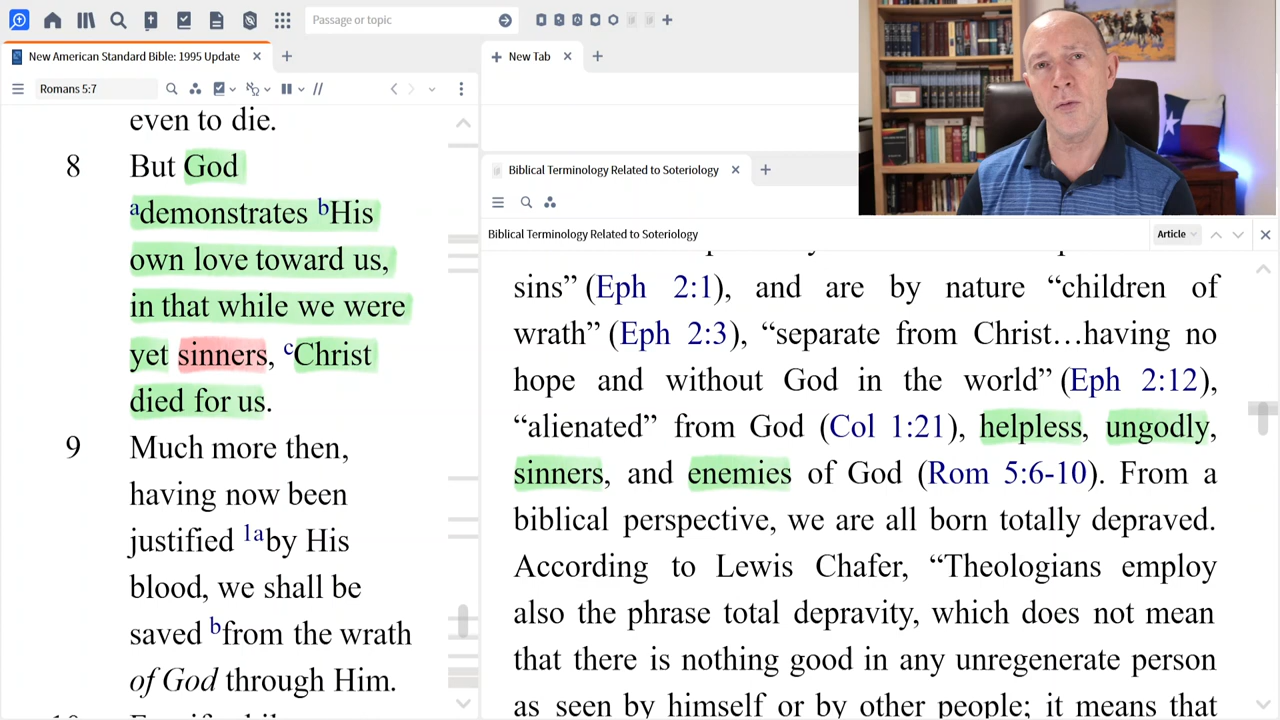 Passage or topic
New American Standard Bible: 1995 Update
Romans 5:7
even to die.
8 But God
a demonstrates b His
own love toward us,
in that while we were
yet sinners, c Christ
died for us.
9 Much more then,
having now been
justified 1a by His
blood, we shall be
saved b from the wrath
of God through Him.
New Tab
Biblical Terminology Related to Soteriology
Biblical Terminology Related to Soteriology
Article
sins” (Eph 2:1), and are by nature “children of
wrath” (Eph 2:3), “separate from Christ…having no
hope and without God in the world” (Eph 2:12),
“alienated” from God (Col 1:21), helpless, ungodly,
sinners, and enemies of God (Rom 5:6-10). From a
biblical perspective, we are all born totally depraved.
According to Lewis Chafer, “Theologians employ
also the phrase total depravity, which does not mean
that there is nothing good in any unregenerate person
as seen by himself or by other people; it means that